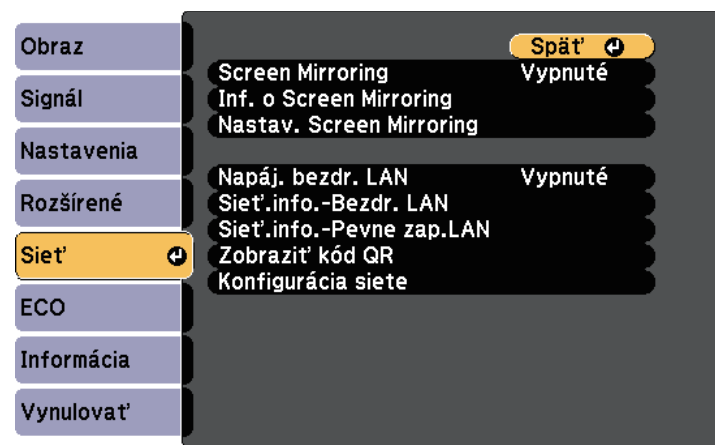 Obraz
Signál
Nastavenia
Rozšírené
Sieť
ECO
Informácia
Vynulovať
Späť
Screen Mirroring Vypnuté
Inf. o Screen Mirroring
Nastav. Screen Mirroring
Napáj. bezdr. LAN Vypnuté
Sieť.info.-Bezdr. LAN
Sieť.info.-Pevne zap.LAN
Zobraziť kód QR
Konfigurácia siete